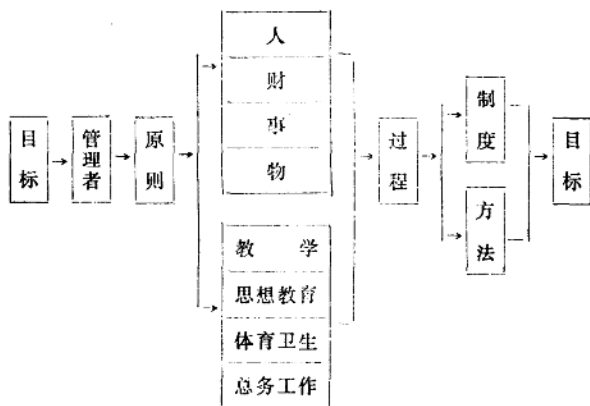 目标
管理者
原则
人
财
事
物
教 学
思想教育
体育卫生
总务工作
过程
制度
方法
目标